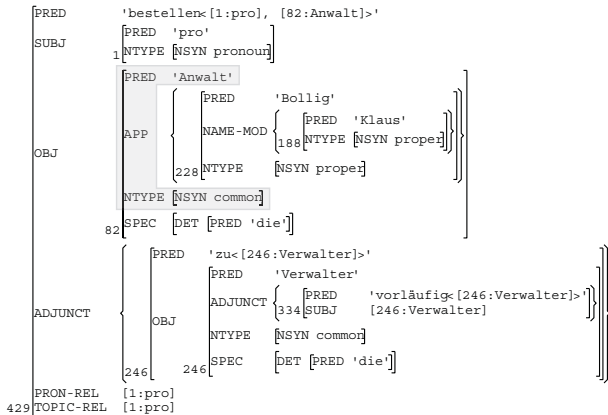 PRED 'bestellen<[1:pro], [82:Anwalt]>'
PRED 'pro'
SUBJ
1 NTYPE [NSYN pronoun]
PRED 'Anwalt'
PRED 'Bollig'
PRED 'Klaus'
APP NAME-MOD
188 NTYPE [NSYN proper]
OBJ
228 NTYPE [NSYN proper]
NTYPE [NSYN common]
82 SPEC [DET [PRED 'die']]
PRED 'zu<[246:Verwalter]>'
PRED 'Verwalter'
PRED 'vorläufig<[246:Verwalter]>'
ADJUNCT
334 SUBJ [246:Verwalter]
ADJUNCT OBJ
NTYPE [NSYN common]
246 246 SPEC [DET [PRED 'die']]
PRON-REL [1:pro]
429 TOPIC-REL [1:pro]